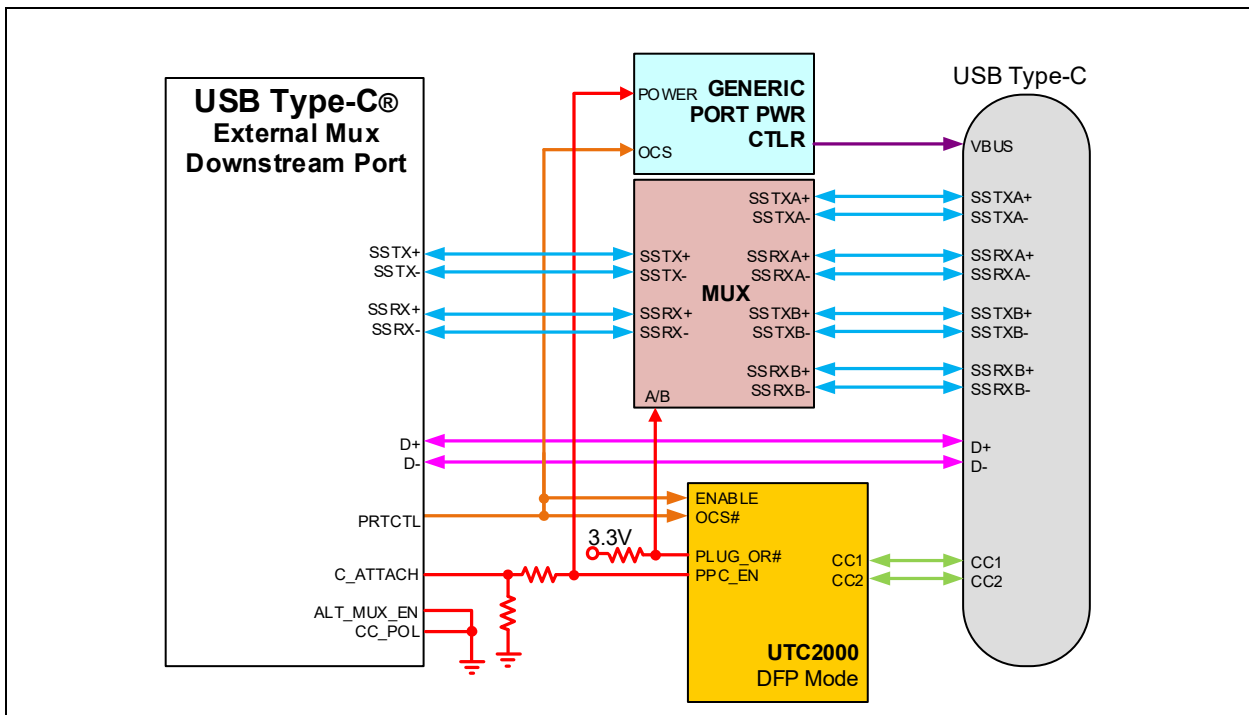 USB Type-C®
External Mux
Downstream Port
SSTX+
SSTX-
SSRX+
SSRX-
D+
D-
PRTCTL
C_ATTACH
ALT_MUX_EN
CC_POL
POWER
GENERIC
PORT PWR
CTLR
OCS
SSTXA+
SSTXA-
SSTX+
SSTX-
SSRXA+
SSRXA-
MUX
SSRX+
SSRX-
SSTXB+
SSTXB-
SSRXB+
SSRXB-
A/B
3.3V
ENABLE
OCS#
PLUG_OR#
PPC_EN
CC1
CC2
UTC2000
DFP Mode
USB Type-C
VBUS
SSTXA+
SSTXA-
SSRXA+
SSRXA-
SSTXB+
SSTXB-
SSRXB+
SSRXB-
D+
D-
CC1
CC2